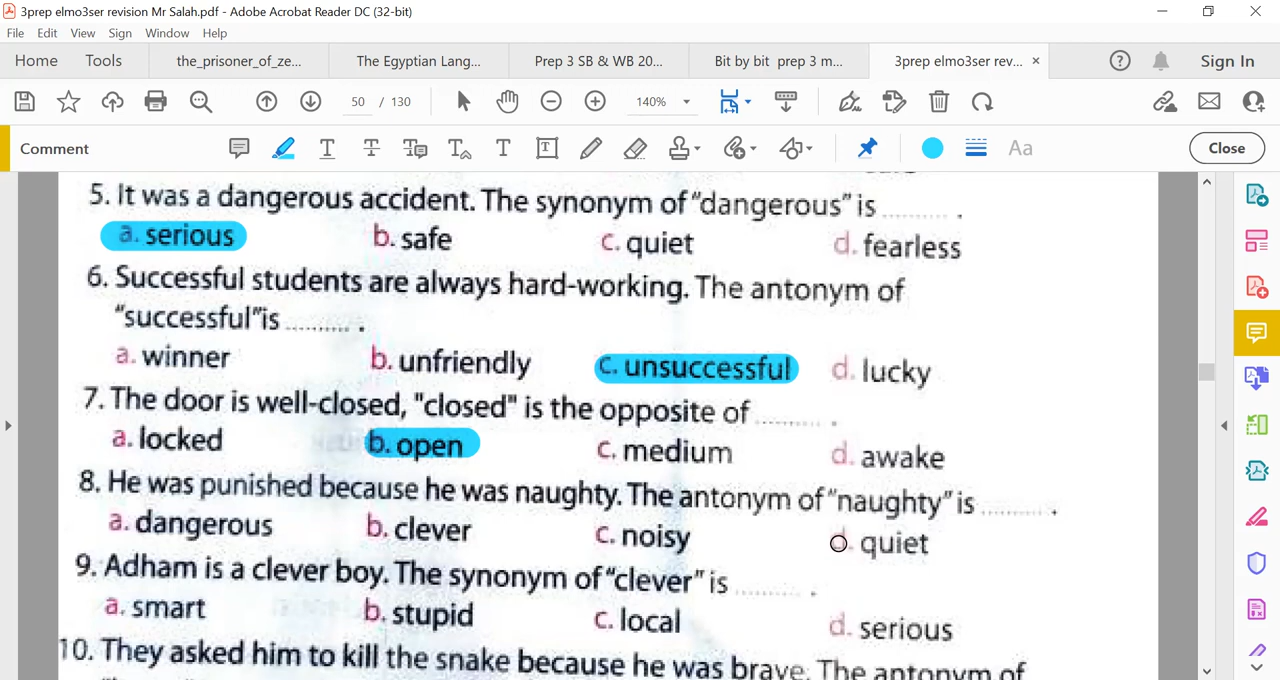 3prep elmo3ser revision Mr Salah.pdf - Adobe Acrobat Reader DC (32-bit)
File Edit View Sign Window Help
Home Tools the_prisoner_of_ze... The Egyptian Lang... Prep 3 SB & WB 20... Bit by bit prep 3 m... 3prep elmo3ser rev... × Sign In
50 / 130 140%
Comment Aa Close
5. It was a dangerous accident. The synonym of "dangerous" is .......... .
a. serious b. safe c. quiet d. fearless
6. Successful students are always hard-working. The antonym of
"successful"is .......... .
a. winner b. unfriendly c. unsuccessful d. lucky
7. The door is well-closed, "closed" is the opposite of .......... .
a. locked b. open c. medium d. awake
8. He was punished because he was naughty. The antonym of "naughty" is .......... .
a. dangerous b. clever c. noisy d. quiet
9. Adham is a clever boy. The synonym of "clever" is .......... .
a. smart b. stupid c. local d. serious
10. They asked him to kill the snake because he was brave. The antonym of